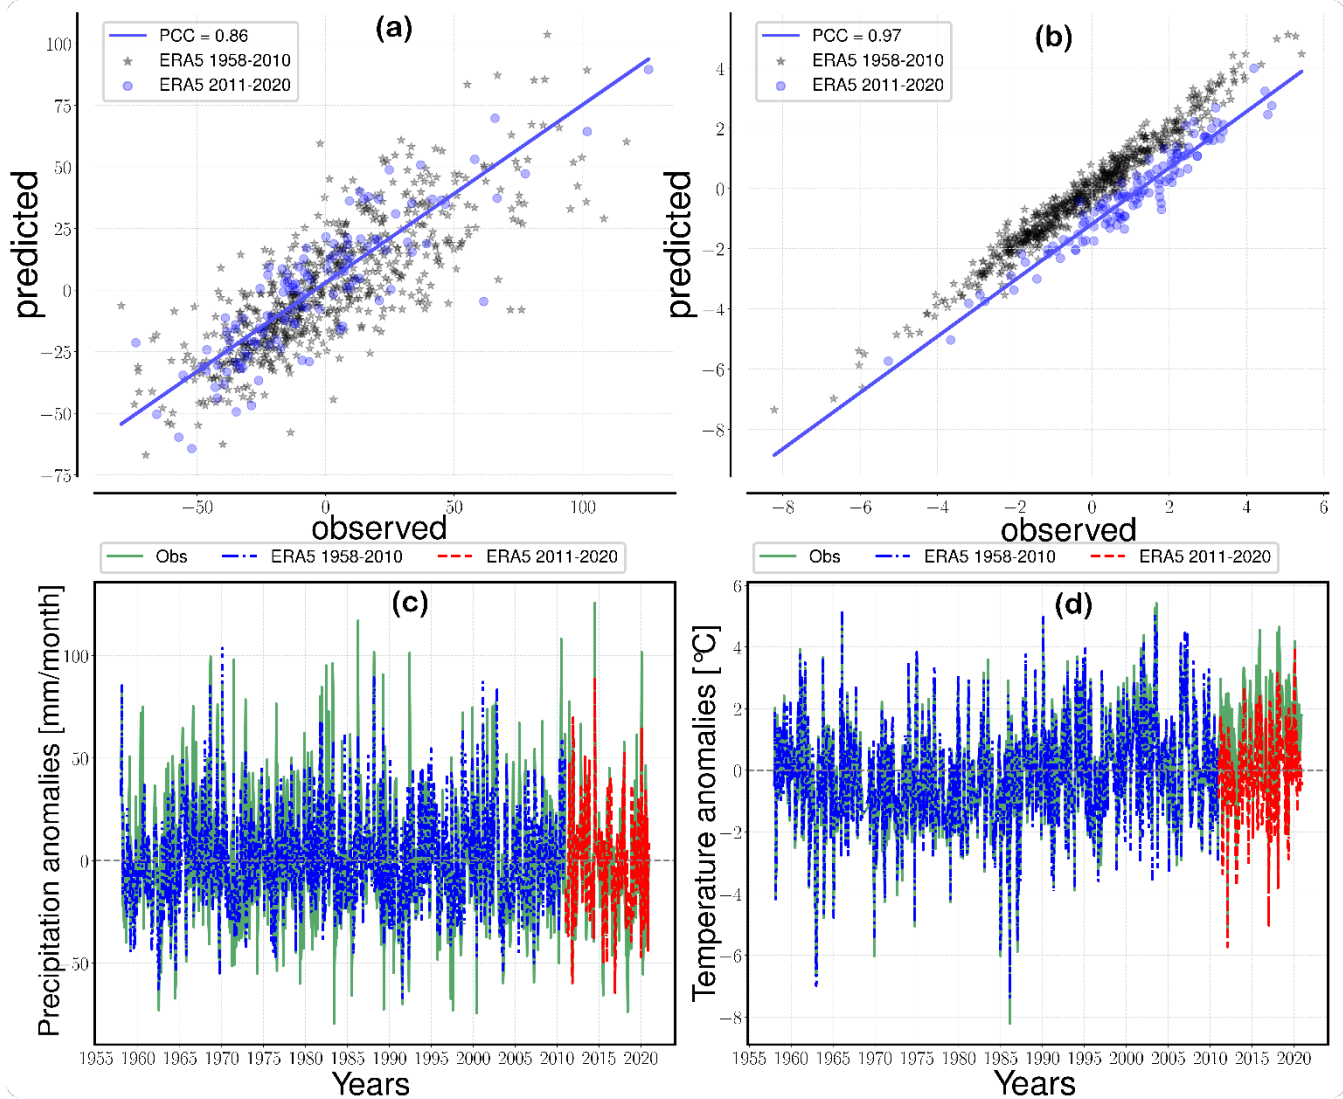 (a)
PCC = 0.86
ERA5 1958-2010
ERA5 2011-2020
100
75
50
25
0
−25
−50
−75
predicted
−50 0 50 100
observed
(b)
PCC = 0.97
ERA5 1958-2010
ERA5 2011-2020
4
2
0
−2
−4
−6
−8
predicted
−8 −6 −4 −2 0 2 4 6
observed
Obs ERA5 1958-2010 ERA5 2011-2020
(c)
100
50
0
−50
Precipitation anomalies [mm/month]
1955 1960 1965 1970 1975 1980 1985 1990 1995 2000 2005 2010 2015 2020
Years
Obs ERA5 1958-2010 ERA5 2011-2020
(d)
6
4
2
0
−2
−4
−6
−8
Temperature anomalies [°C]
1955 1960 1965 1970 1975 1980 1985 1990 1995 2000 2005 2010 2015 2020
Years